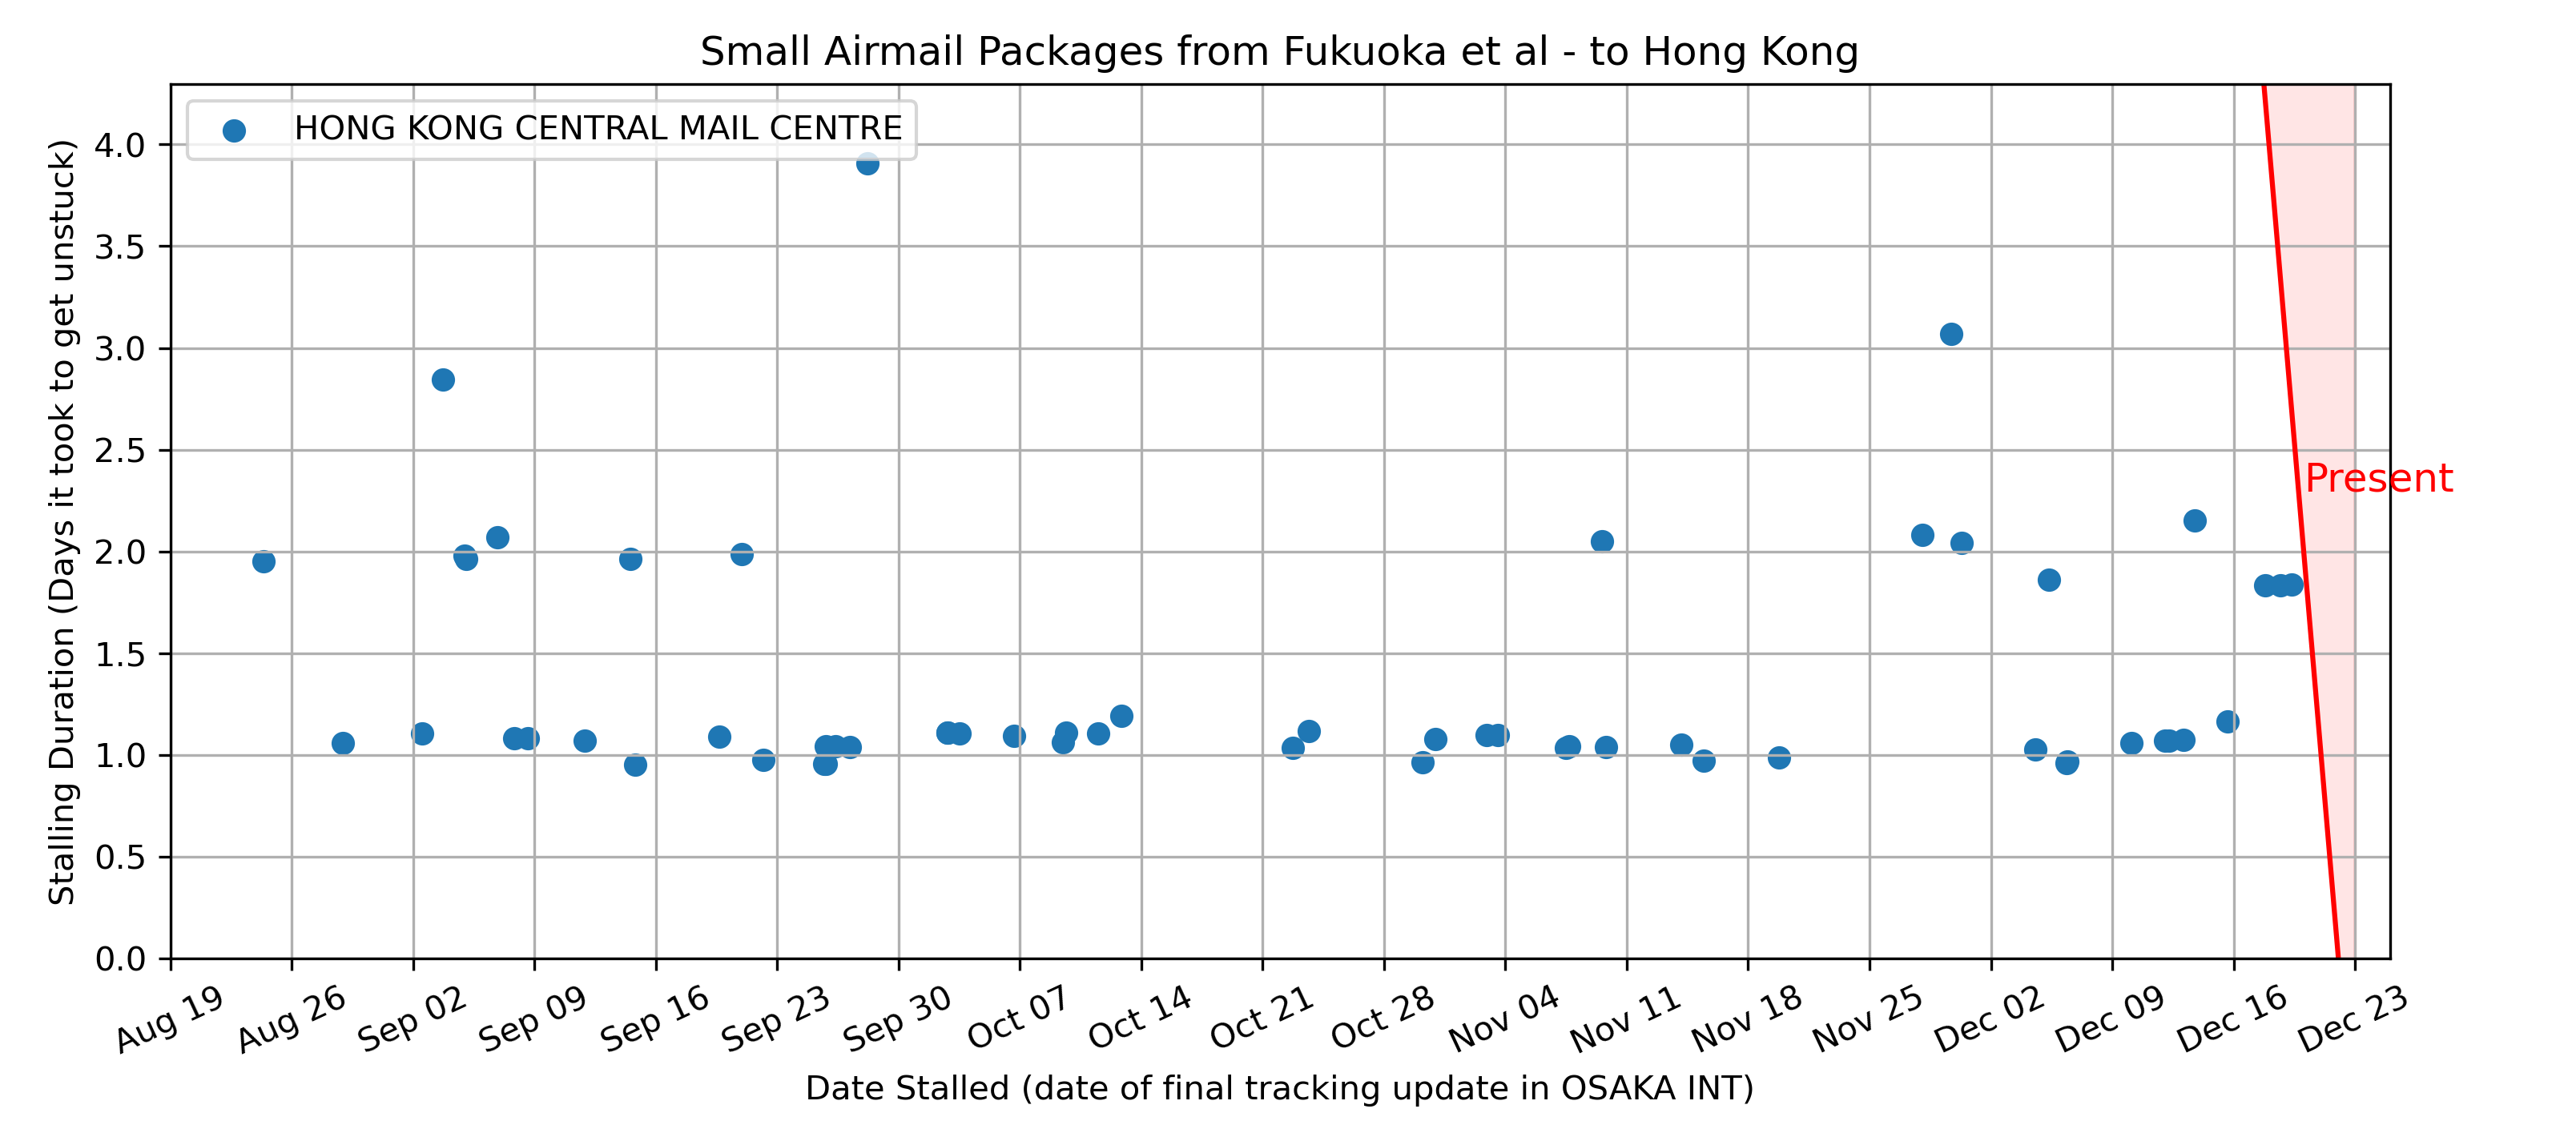 Small Airmail Packages from Fukuoka et al - to Hong Kong
HONG KONG CENTRAL MAIL CENTRE
Stalling Duration (Days it took to get unstuck)
4.0
3.5
3.0
2.5
2.0
1.5
1.0
0.5
0.0
Present
Aug 19 Aug 26 Sep 02 Sep 09 Sep 16 Sep 23 Sep 30 Oct 07 Oct 14 Oct 21 Oct 28 Nov 04 Nov 11 Nov 18 Nov 25 Dec 02 Dec 09 Dec 16 Dec 23
Date Stalled (date of final tracking update in OSAKA INT)